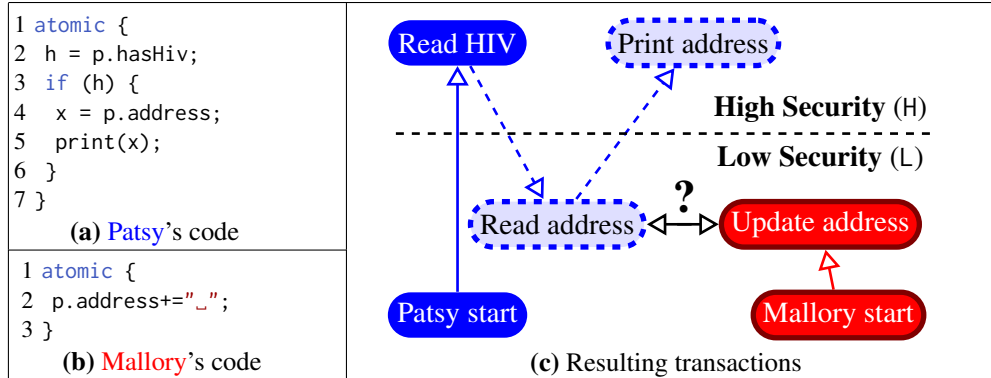 1 atomic {
2 h = p.hasHiv;
3 if (h) {
4 x = p.address;
5 print(x);
6 }
7 }
(a) Patsy's code
1 atomic {
2 p.address+="␣";
3 }
(b) Mallory's code
Read HIV
Print address
High Security (H)
Low Security (L)
?
Read address
Update address
Patsy start
Mallory start
(c) Resulting transactions